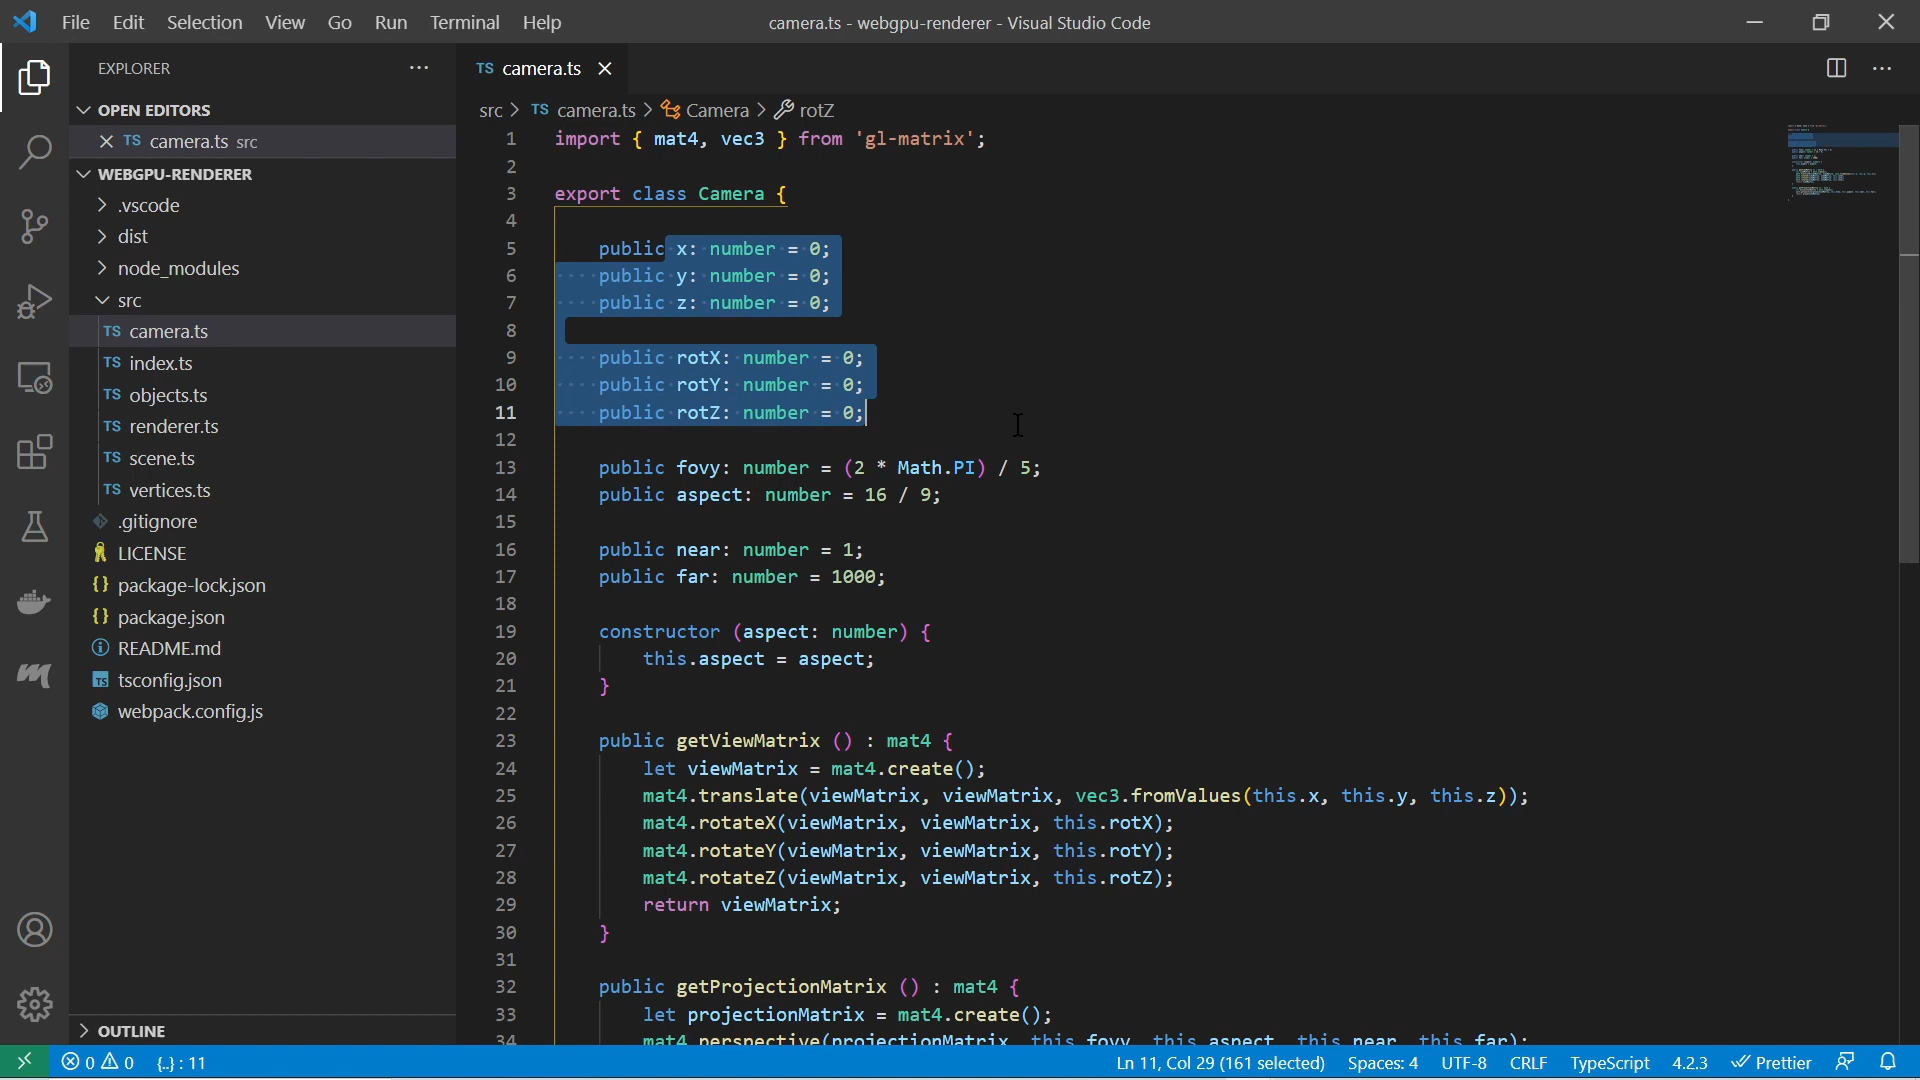 File Edit Selection View Go Run Terminal Help
camera.ts - webgpu-renderer - Visual Studio Code
EXPLORER
OPEN EDITORS
TS camera.ts src
WEBGPU-RENDERER
.vscode
dist
node_modules
src
TS camera.ts
TS index.ts
TS objects.ts
TS renderer.ts
TS scene.ts
TS vertices.ts
.gitignore
LICENSE
{} package-lock.json
{} package.json
README.md
TS tsconfig.json
webpack.config.js
OUTLINE
TS camera.ts
src > TS camera.ts > Camera > rotZ
1 import { mat4, vec3 } from 'gl-matrix';
2
3 export class Camera {
4
5 public x: number = 0;
6 public y: number = 0;
7 public z: number = 0;
8
9 public rotX: number = 0;
10 public rotY: number = 0;
11 public rotZ: number = 0;
12
13 public fovy: number = (2 * Math.PI) / 5;
14 public aspect: number = 16 / 9;
15
16 public near: number = 1;
17 public far: number = 1000;
18
19 constructor (aspect: number) {
20 this.aspect = aspect;
21 }
22
23 public getViewMatrix () : mat4 {
24 let viewMatrix = mat4.create();
25 mat4.translate(viewMatrix, viewMatrix, vec3.fromValues(this.x, this.y, this.z));
26 mat4.rotateX(viewMatrix, viewMatrix, this.rotX);
27 mat4.rotateY(viewMatrix, viewMatrix, this.rotY);
28 mat4.rotateZ(viewMatrix, viewMatrix, this.rotZ);
29 return viewMatrix;
30 }
31
32 public getProjectionMatrix () : mat4 {
33 let projectionMatrix = mat4.create();
34 mat4.perspective(projectionMatrix, this.fovy, this.aspect, this.near, this.far);
0 0 {..} : 11
Ln 11, Col 29 (161 selected) Spaces: 4 UTF-8 CRLF TypeScript 4.2.3 Prettier